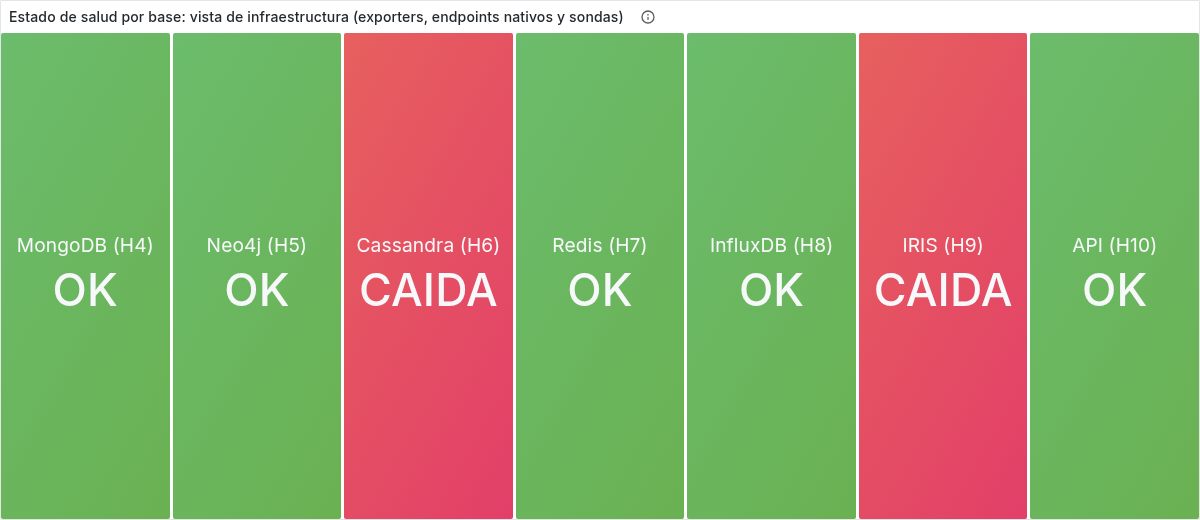 Estado de salud por base: vista de infraestructura (exporters, endpoints nativos y sondas)
MongoDB (H4)
OK
Neo4j (H5)
OK
Cassandra (H6)
CAIDA
Redis (H7)
OK
InfluxDB (H8)
OK
IRIS (H9)
CAIDA
API (H10)
OK